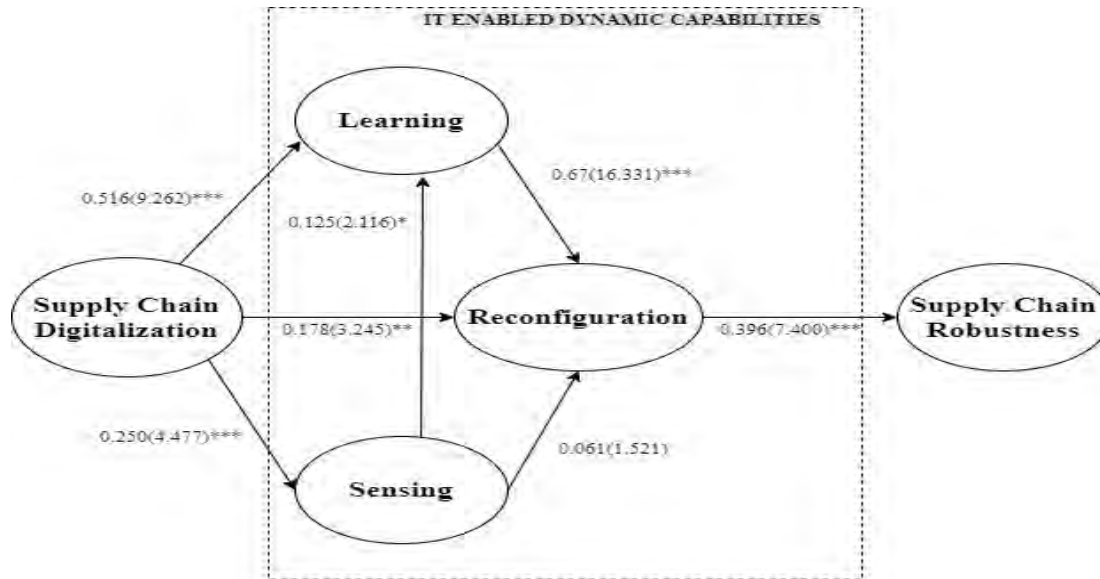 IT ENABLED DYNAMIC CAPABILITIES
Learning
0.67(16.331)***
0.516(9.262)***
0.125(2.116)*
Supply Chain
Digitalization
0.178(3.245)**
Reconfiguration
0.396(7.400)***
Supply Chain
Robustness
0.250(4.477)***
0.061(1.521)
Sensing